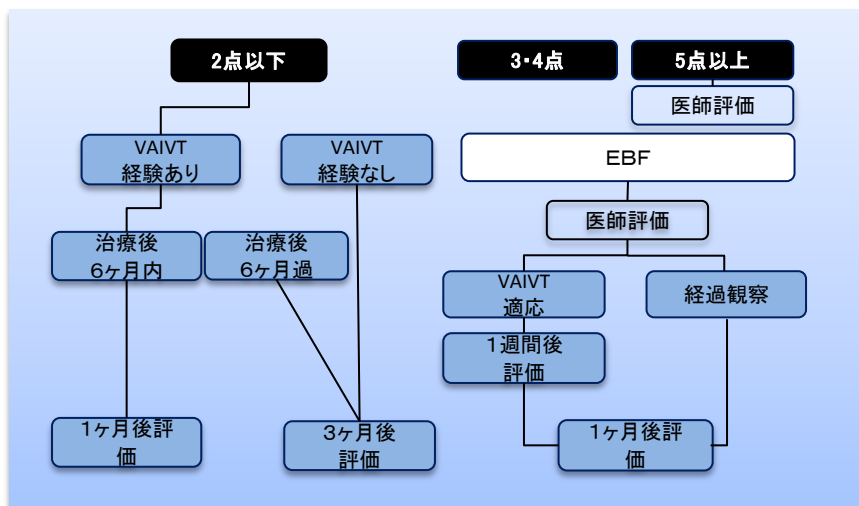 2点以下
3・4点
5点以上
医師評価
VAIVT
経験あり
VAIVT
経験なし
EBF
医師評価
治療後
6ヶ月内
治療後
6ヶ月過
VAIVT
適応
経過観察
1週間後
評価
1ヶ月後評
価
3ヶ月後
評価
1ヶ月後評
価